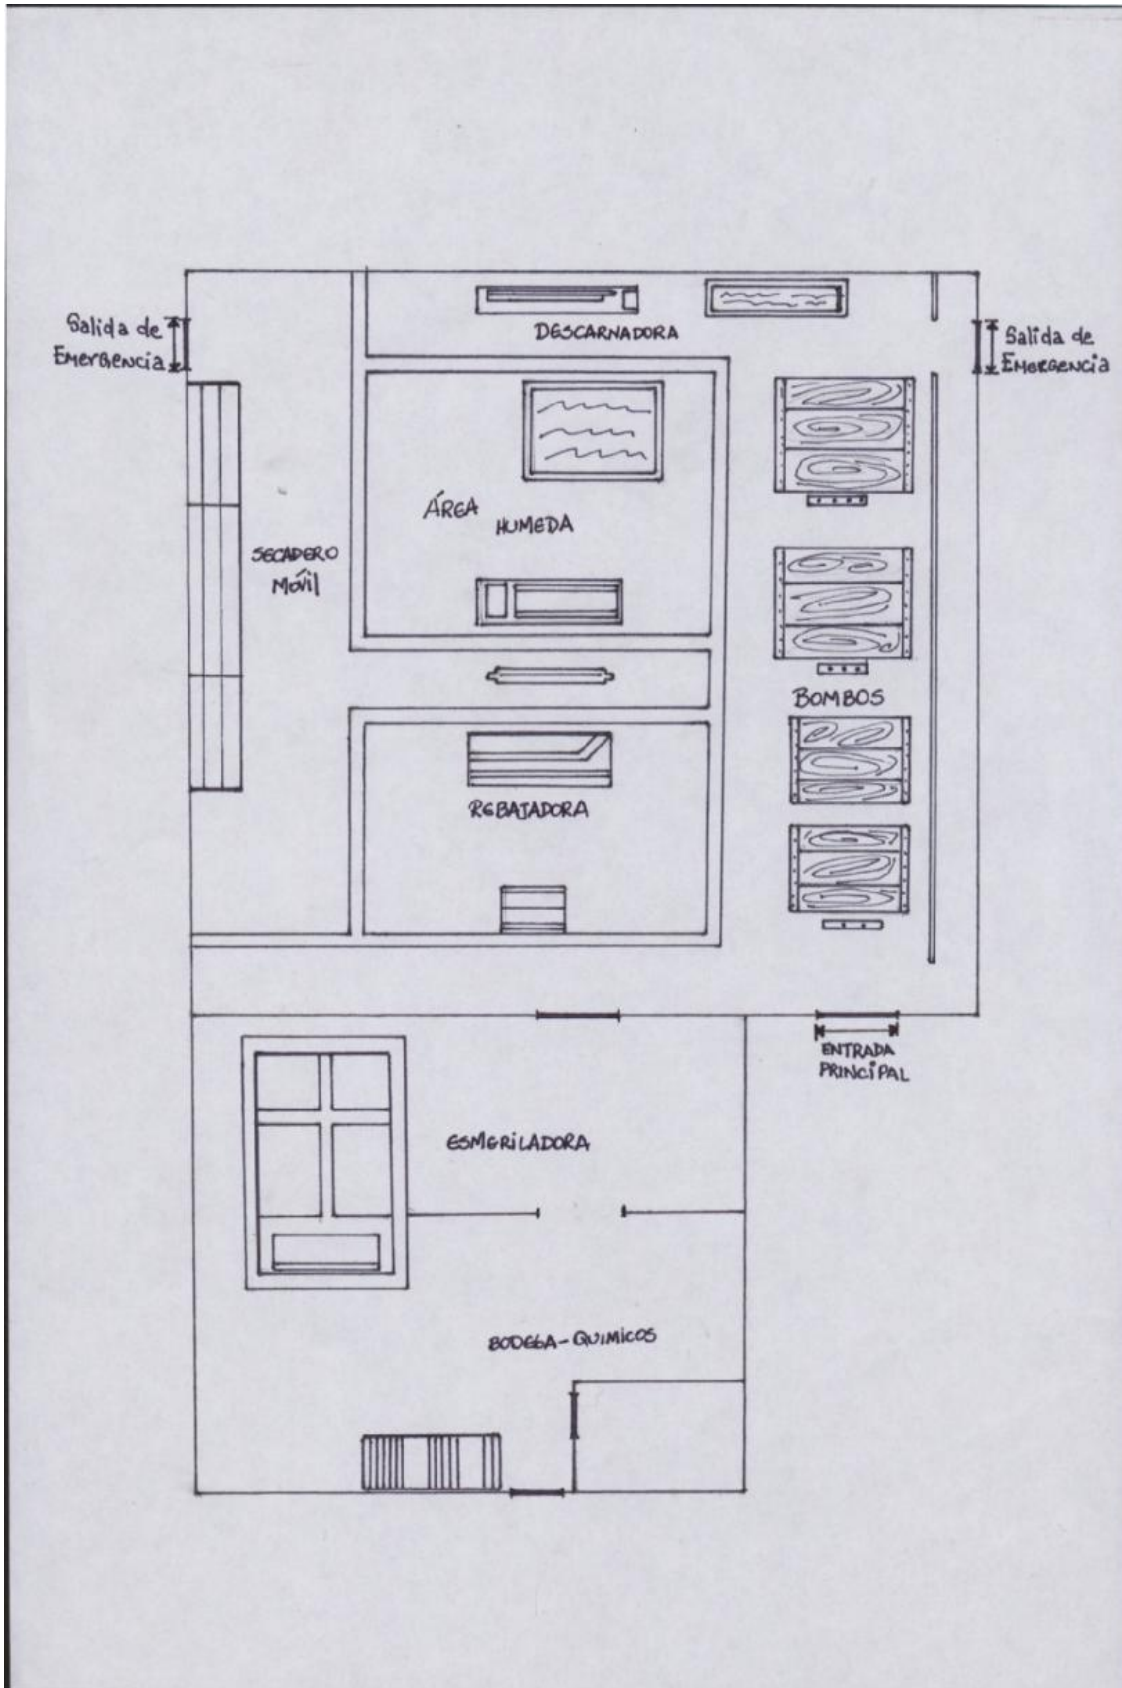 DESCARNADORA
Salida de
EMERGENCIA
Salida de
EMERGENCIA
ÁREA HUMEDA
SECADERO
MÓVIL
BOMBOS
REBAJADORA
ENTRADA
PRINCIPAL
ESMERILADORA
BODEGA-QUIMICOS